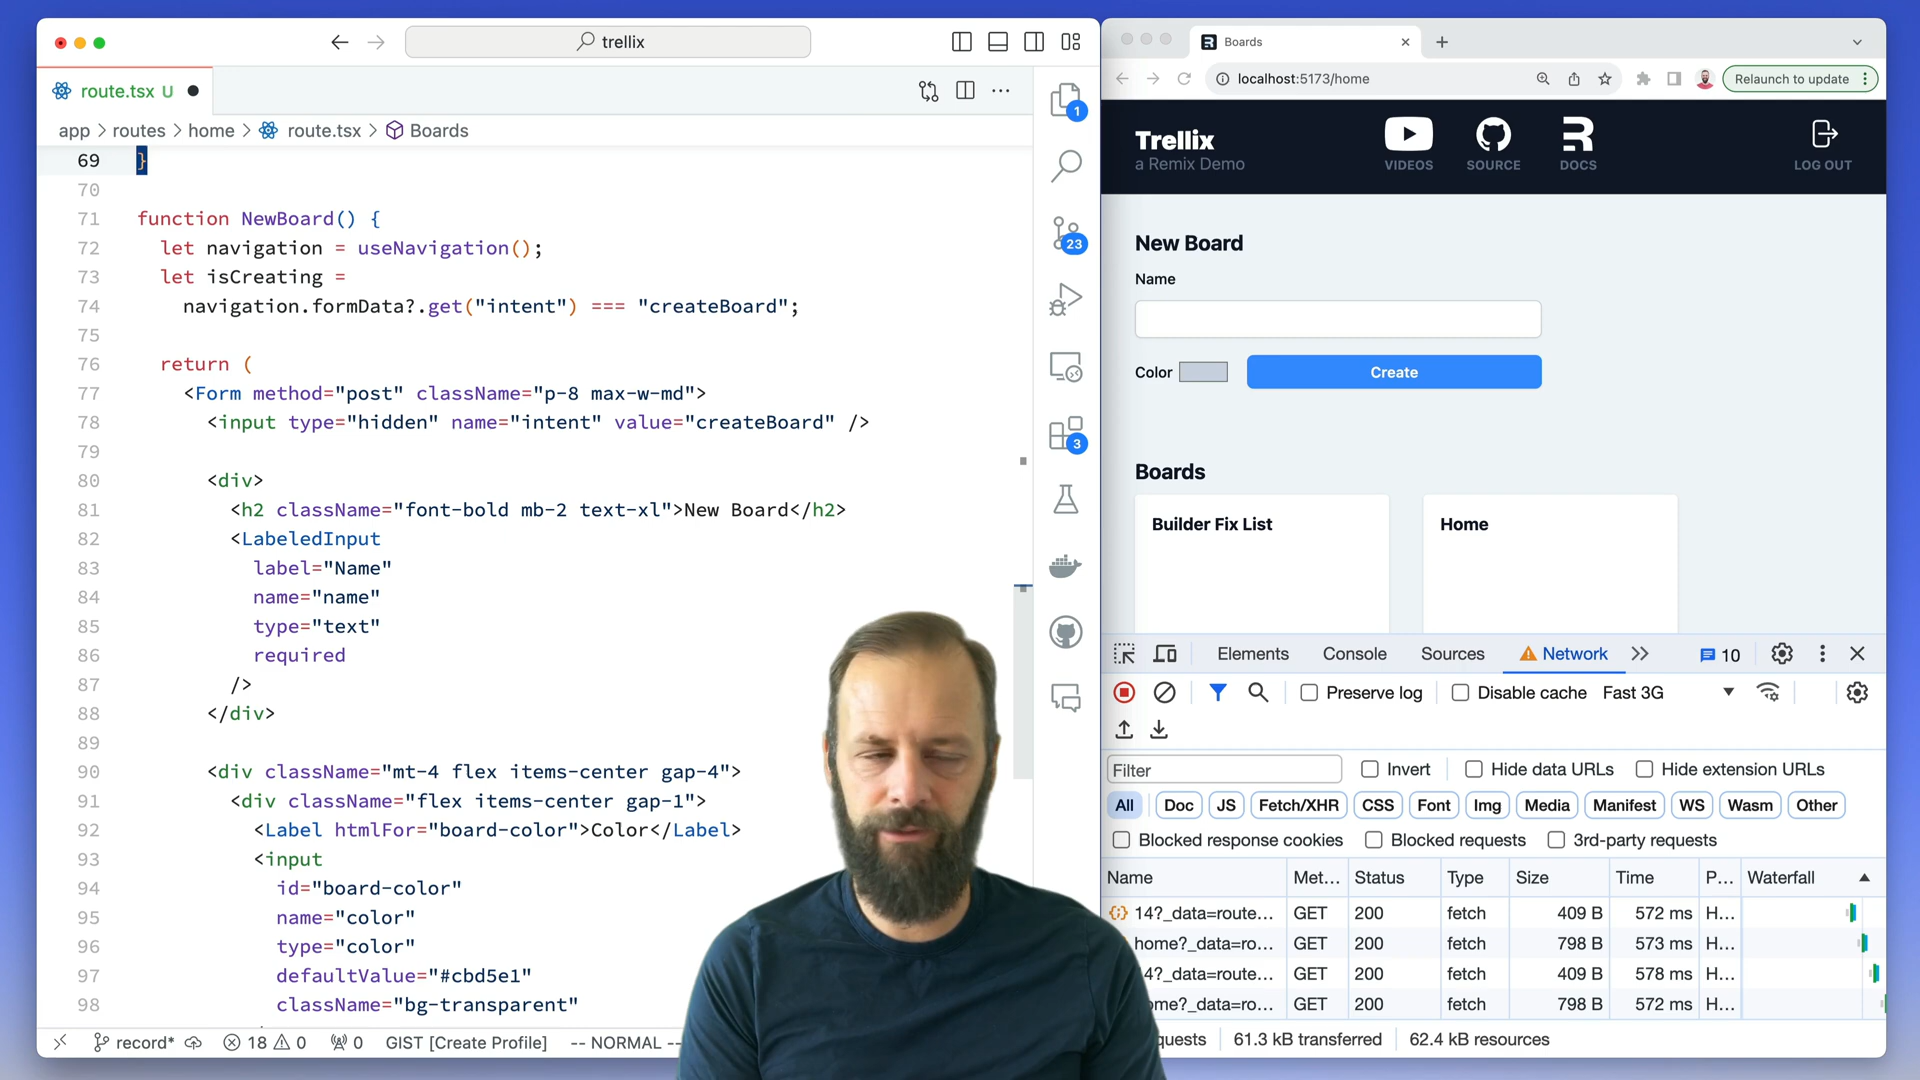 trellix
route.tsx U
app > routes > home > route.tsx > Boards
69 }
70
71 function NewBoard() {
72 let navigation = useNavigation();
73 let isCreating =
74 navigation.formData?.get("intent") === "createBoard";
75
76 return (
77 <Form method="post" className="p-8 max-w-md">
78 <input type="hidden" name="intent" value="createBoard" />
79
80 <div>
81 <h2 className="font-bold mb-2 text-xl">New Board</h2>
82 <LabeledInput
83 label="Name"
84 name="name"
85 type="text"
86 required
87 />
88 </div>
89
90 <div className="mt-4 flex items-center gap-4">
91 <div className="flex items-center gap-1">
92 <Label htmlFor="board-color">Color</Label>
93 <input
94 id="board-color"
95 name="color"
96 type="color"
97 defaultValue="#cbd5e1"
98 className="bg-transparent"
1
23
3
record* 18 0 0 GIST [Create Profile] -- NORMAL --
Boards
localhost:5173/home
Relaunch to update
Trellix
a Remix Demo
VIDEOS SOURCE DOCS LOG OUT
New Board
Name
Color Create
Boards
Builder Fix List Home
Elements Console Sources Network 10
Preserve log Disable cache Fast 3G
Filter Invert Hide data URLs Hide extension URLs
All Doc JS Fetch/XHR CSS Font Img Media Manifest WS Wasm Other
Blocked response cookies Blocked requests 3rd-party requests
Name Met... Status Type Size Time P... Waterfall
14?_data=route... GET 200 fetch 409 B 572 ms H...
home?_data=ro... GET 200 fetch 798 B 573 ms H...
4?_data=route... GET 200 fetch 409 B 578 ms H...
ome?_data=ro... GET 200 fetch 798 B 572 ms H...
quests 61.3 kB transferred 62.4 kB resources